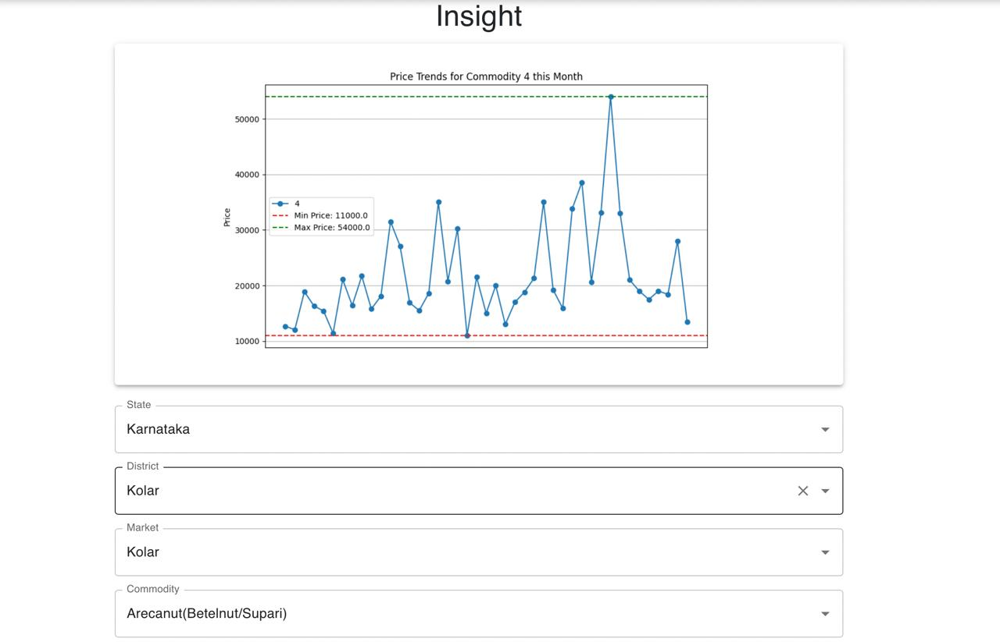 Insight
Price Trends for Commodity 4 this Month
50000
40000
30000
20000
10000
Price
4
Min Price: 11000.0
Max Price: 54000.0
State
Karnataka
District
Kolar
Market
Kolar
Commodity
Arecanut(Betelnut/Supari)